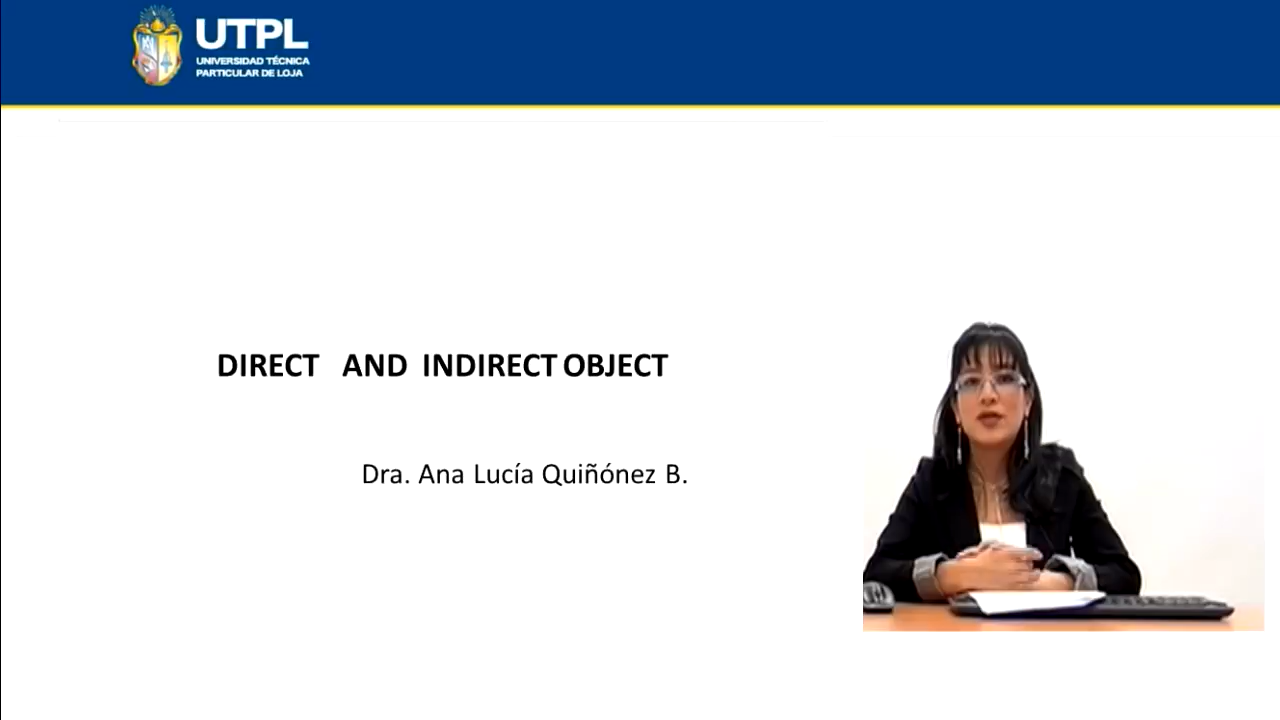 UTPL
UNIVERSIDAD TÉCNICA
PARTICULAR DE LOJA
DIRECT AND INDIRECT OBJECT
Dra. Ana Lucía Quiñónez B.